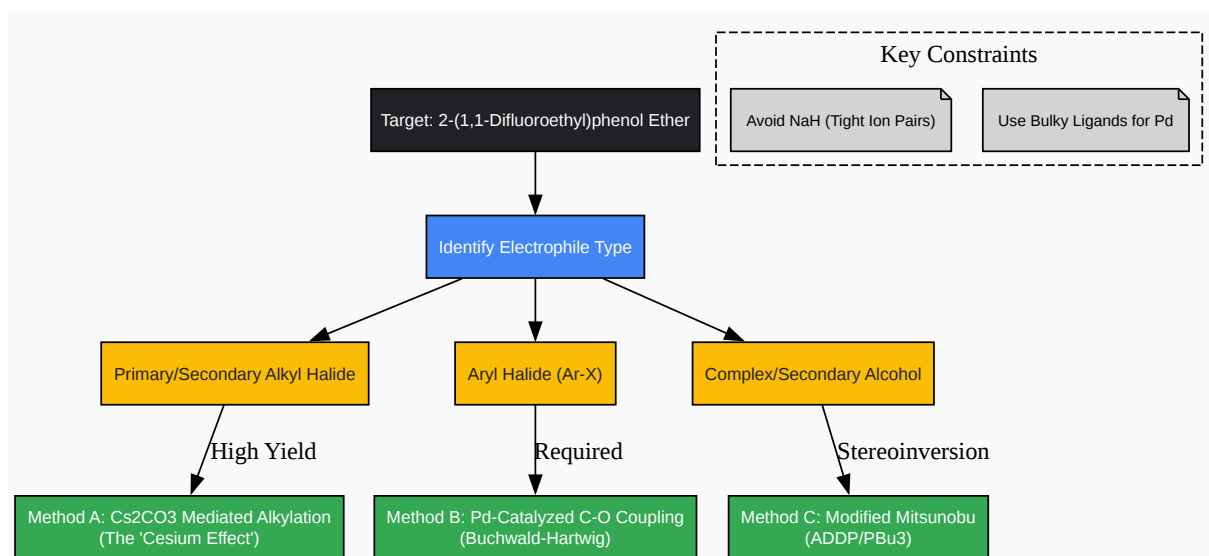 Key Constraints
Target: 2-(1,1-Difluoroethyl)phenol Ether
Avoid NaH (Tight Ion Pairs)
Use Bulky Ligands for Pd
Identify Electrophile Type
Primary/Secondary Alkyl Halide
Aryl Halide (Ar-X)
Complex/Secondary Alcohol
High Yield
Required
Stereoinversion
Method A: Cs2CO3 Mediated Alkylation
(The 'Cesium Effect')
Method B: Pd-Catalyzed C-O Coupling
(Buchwald-Hartwig)
Method C: Modified Mitsunobu
(ADDP/PBu3)